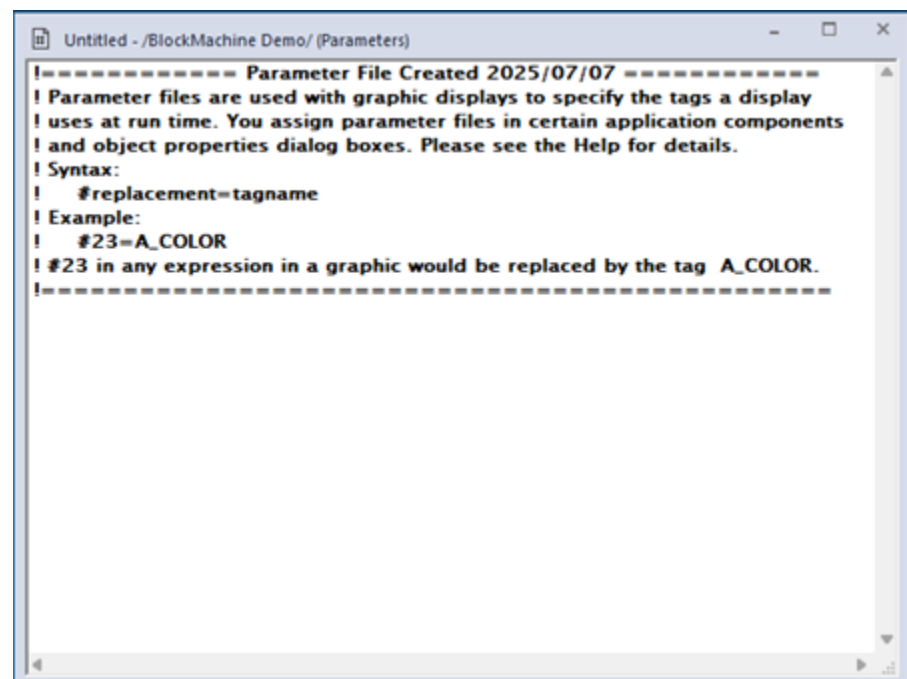 Untitled - /BlockMachine Demo/ (Parameters)
!============ Parameter File Created 2025/07/07 ============
! Parameter files are used with graphic displays to specify the tags a display
! uses at run time. You assign parameter files in certain application components
! and object properties dialog boxes. Please see the Help for details.
! Syntax:
!    #replacement=tagname
! Example:
!    #23=A_COLOR
! #23 in any expression in a graphic would be replaced by the tag  A_COLOR.
!=================================================